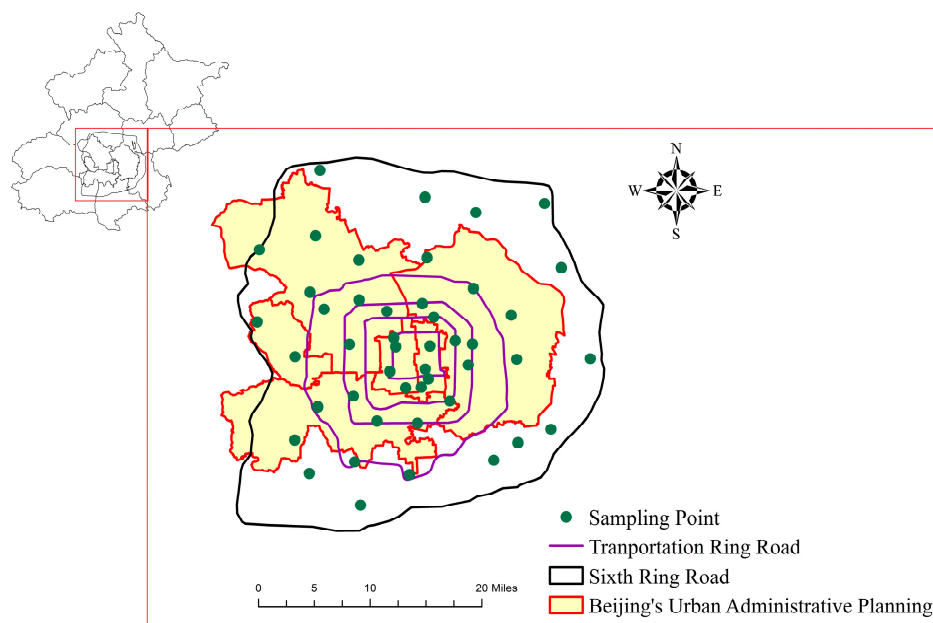 N
W E
S
Sampling Point
Tranportation Ring Road
Sixth Ring Road
0 5 10 20 Miles
Beijing's Urban Administrative Planning